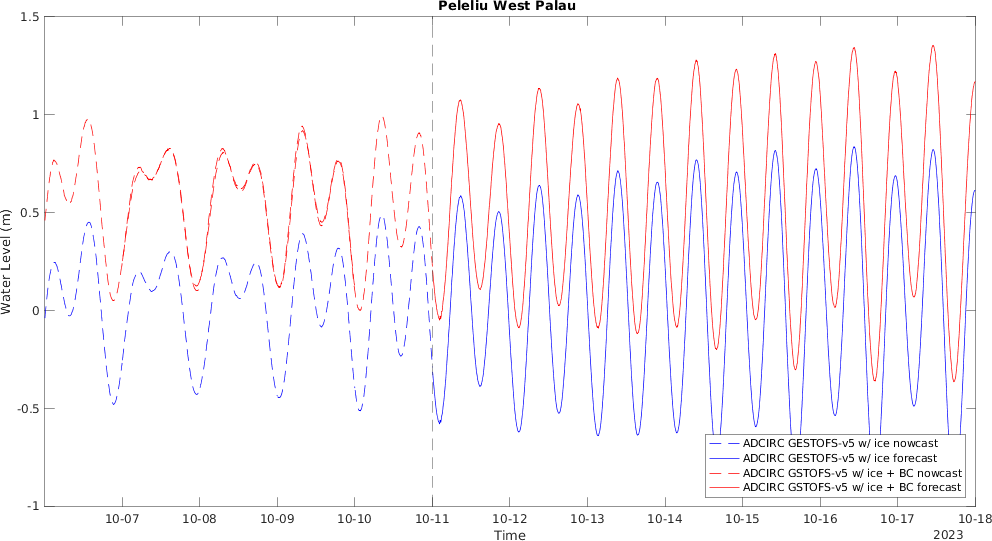 Peleliu West Palau
1.5
1
0.5
0
-0.5
-1
Water Level (m)
10-07 10-08 10-09 10-10 10-11 10-12 10-13 10-14 10-15 10-16 10-17 10-18
Time
2023
ADCIRC GESTOFS-v5 w/ ice nowcast
ADCIRC GESTOFS-v5 w/ ice forecast
ADCIRC GSTOFS-v5 w/ ice + BC nowcast
ADCIRC GSTOFS-v5 w/ ice + BC forecast